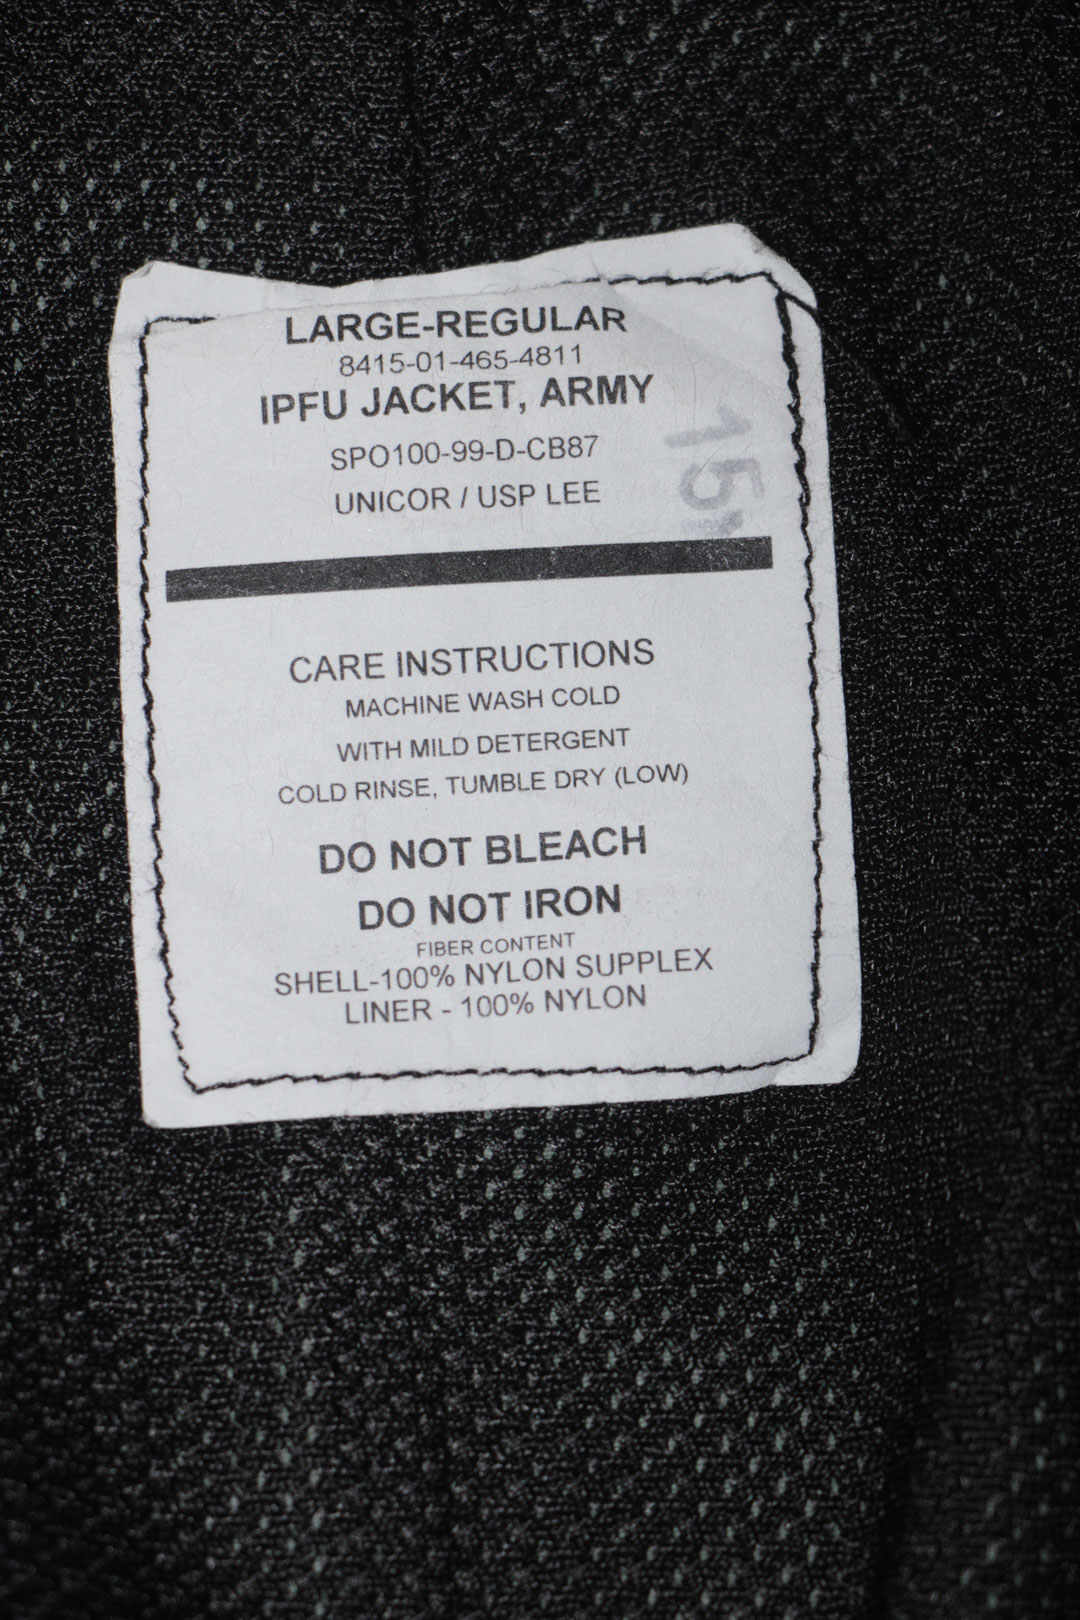 LARGE-REGULAR
8415-01-465-4811
IPFU JACKET, ARMY
SPO100-99-D-CB87
UNICOR / USP LEE
CARE INSTRUCTIONS
MACHINE WASH COLD
WITH MILD DETERGENT
COLD RINSE, TUMBLE DRY (LOW)
DO NOT BLEACH
DO NOT IRON
FIBER CONTENT
SHELL-100% NYLON SUPPLEX
LINER - 100% NYLON